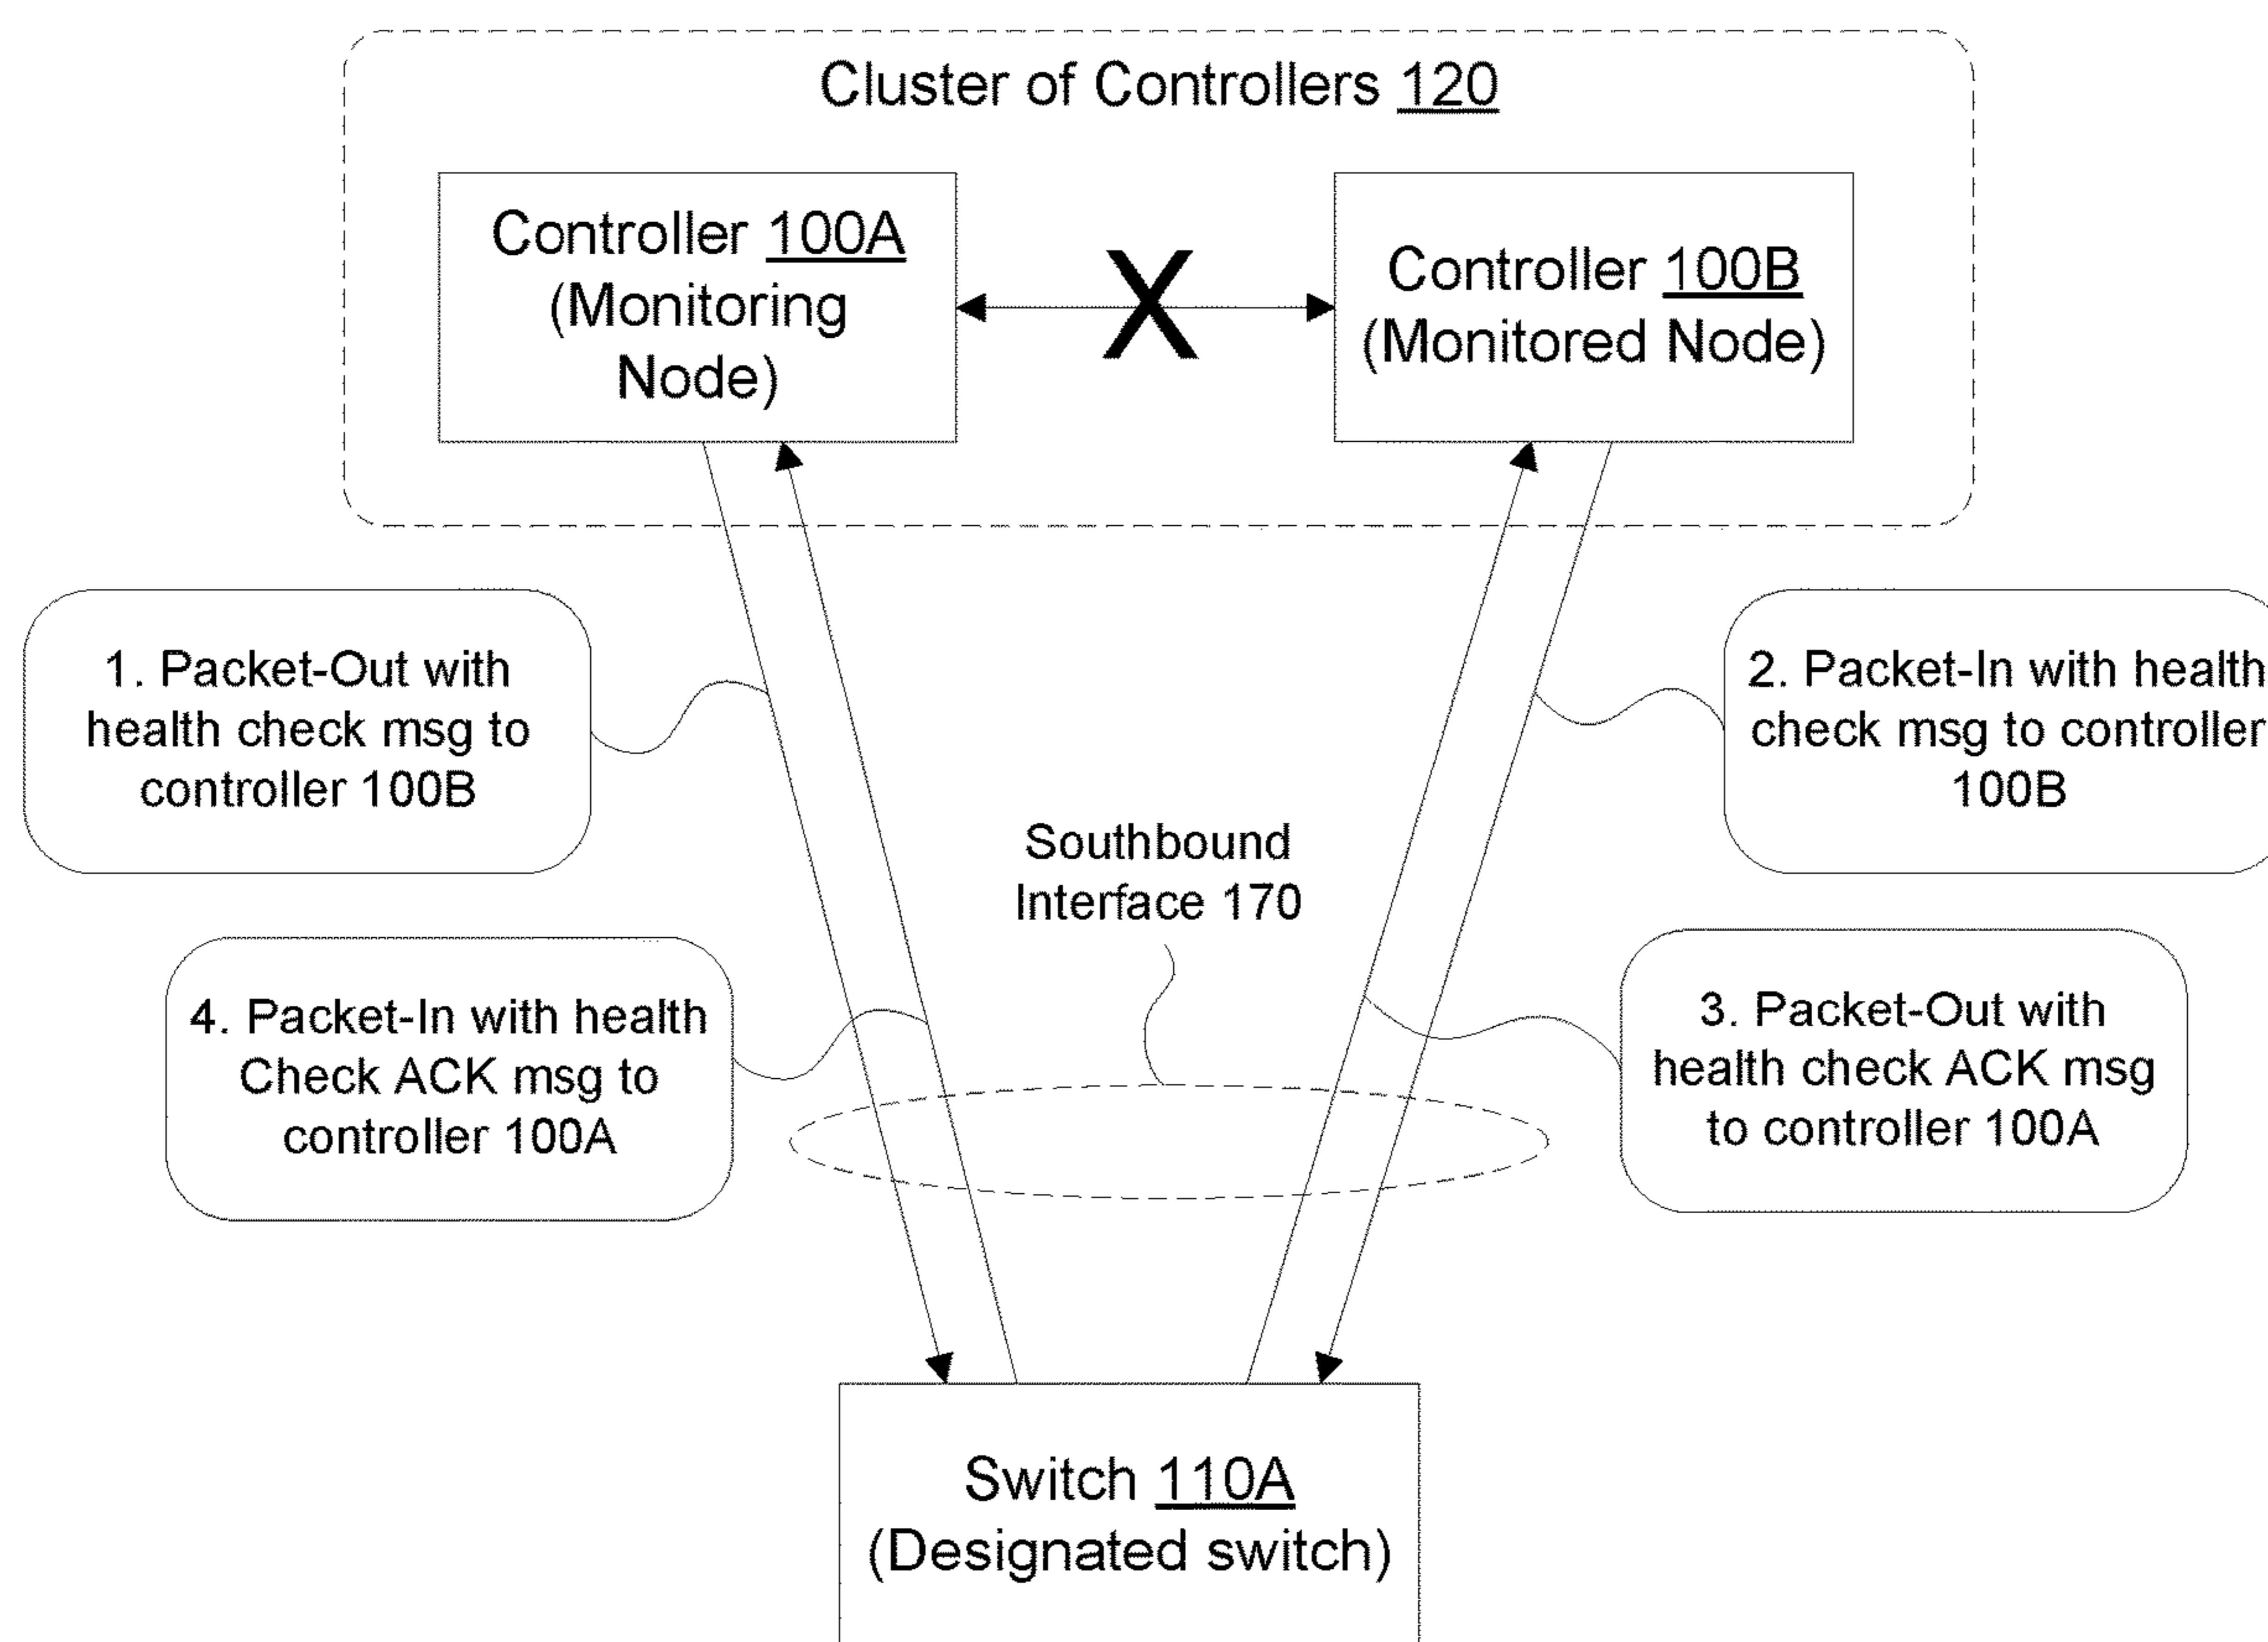 Cluster of Controllers 120
Controller 100A
(Monitoring
Node)
X
Controller 100B
(Monitored Node)
1. Packet-Out with
health check msg to
controller 100B
2. Packet-In with health
check msg to controller
100B
Southbound
Interface 170
4. Packet-In with health
Check ACK msg to
controller 100A
3. Packet-Out with
health check ACK msg
to controller 100A
Switch 110A
(Designated switch)